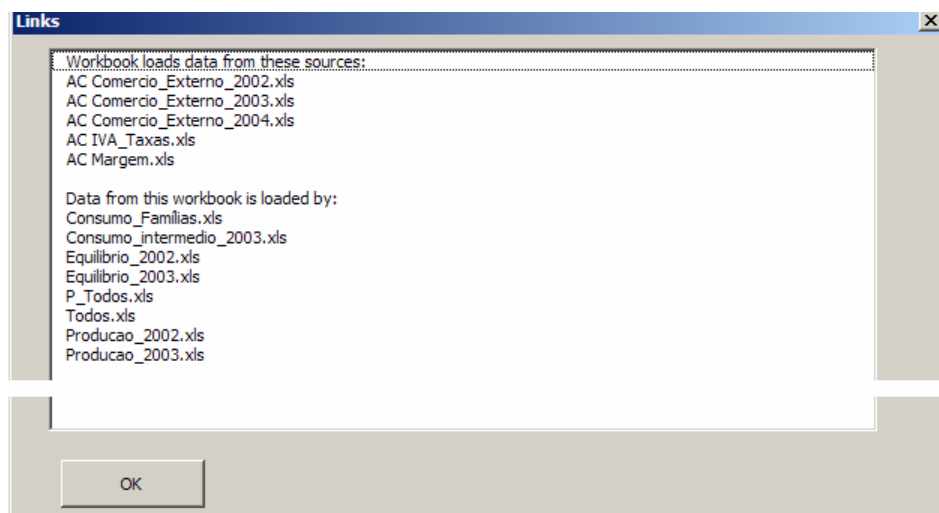 Links
Workbook loads data from these sources:
AC Comercio_Externo_2002.xls
AC Comercio_Externo_2003.xls
AC Comercio_Externo_2004.xls
AC IVA_Taxas.xls
AC Margem.xls
Data from this workbook is loaded by:
Consumo_Famílias.xls
Consumo_intermedio_2003.xls
Equilibrio_2002.xls
Equilibrio_2003.xls
P_Todos.xls
Todos.xls
Producao_2002.xls
Producao_2003.xls
OK